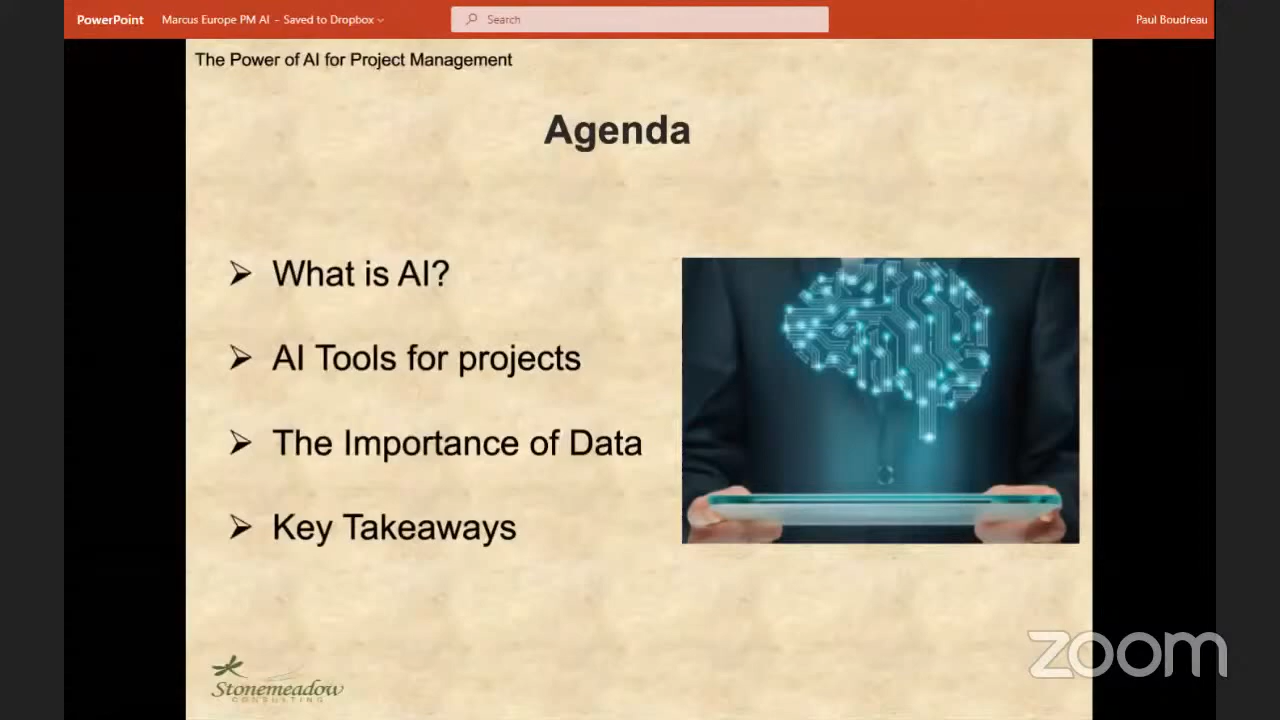 PowerPoint
Marcus Europe PM AI – Saved to Dropbox
Search
Paul Boudreau
The Power of AI for Project Management
Agenda
➢ What is AI?
➢ AI Tools for projects
➢ The Importance of Data
➢ Key Takeaways
Stonemeadow
CONSULTING
zoom